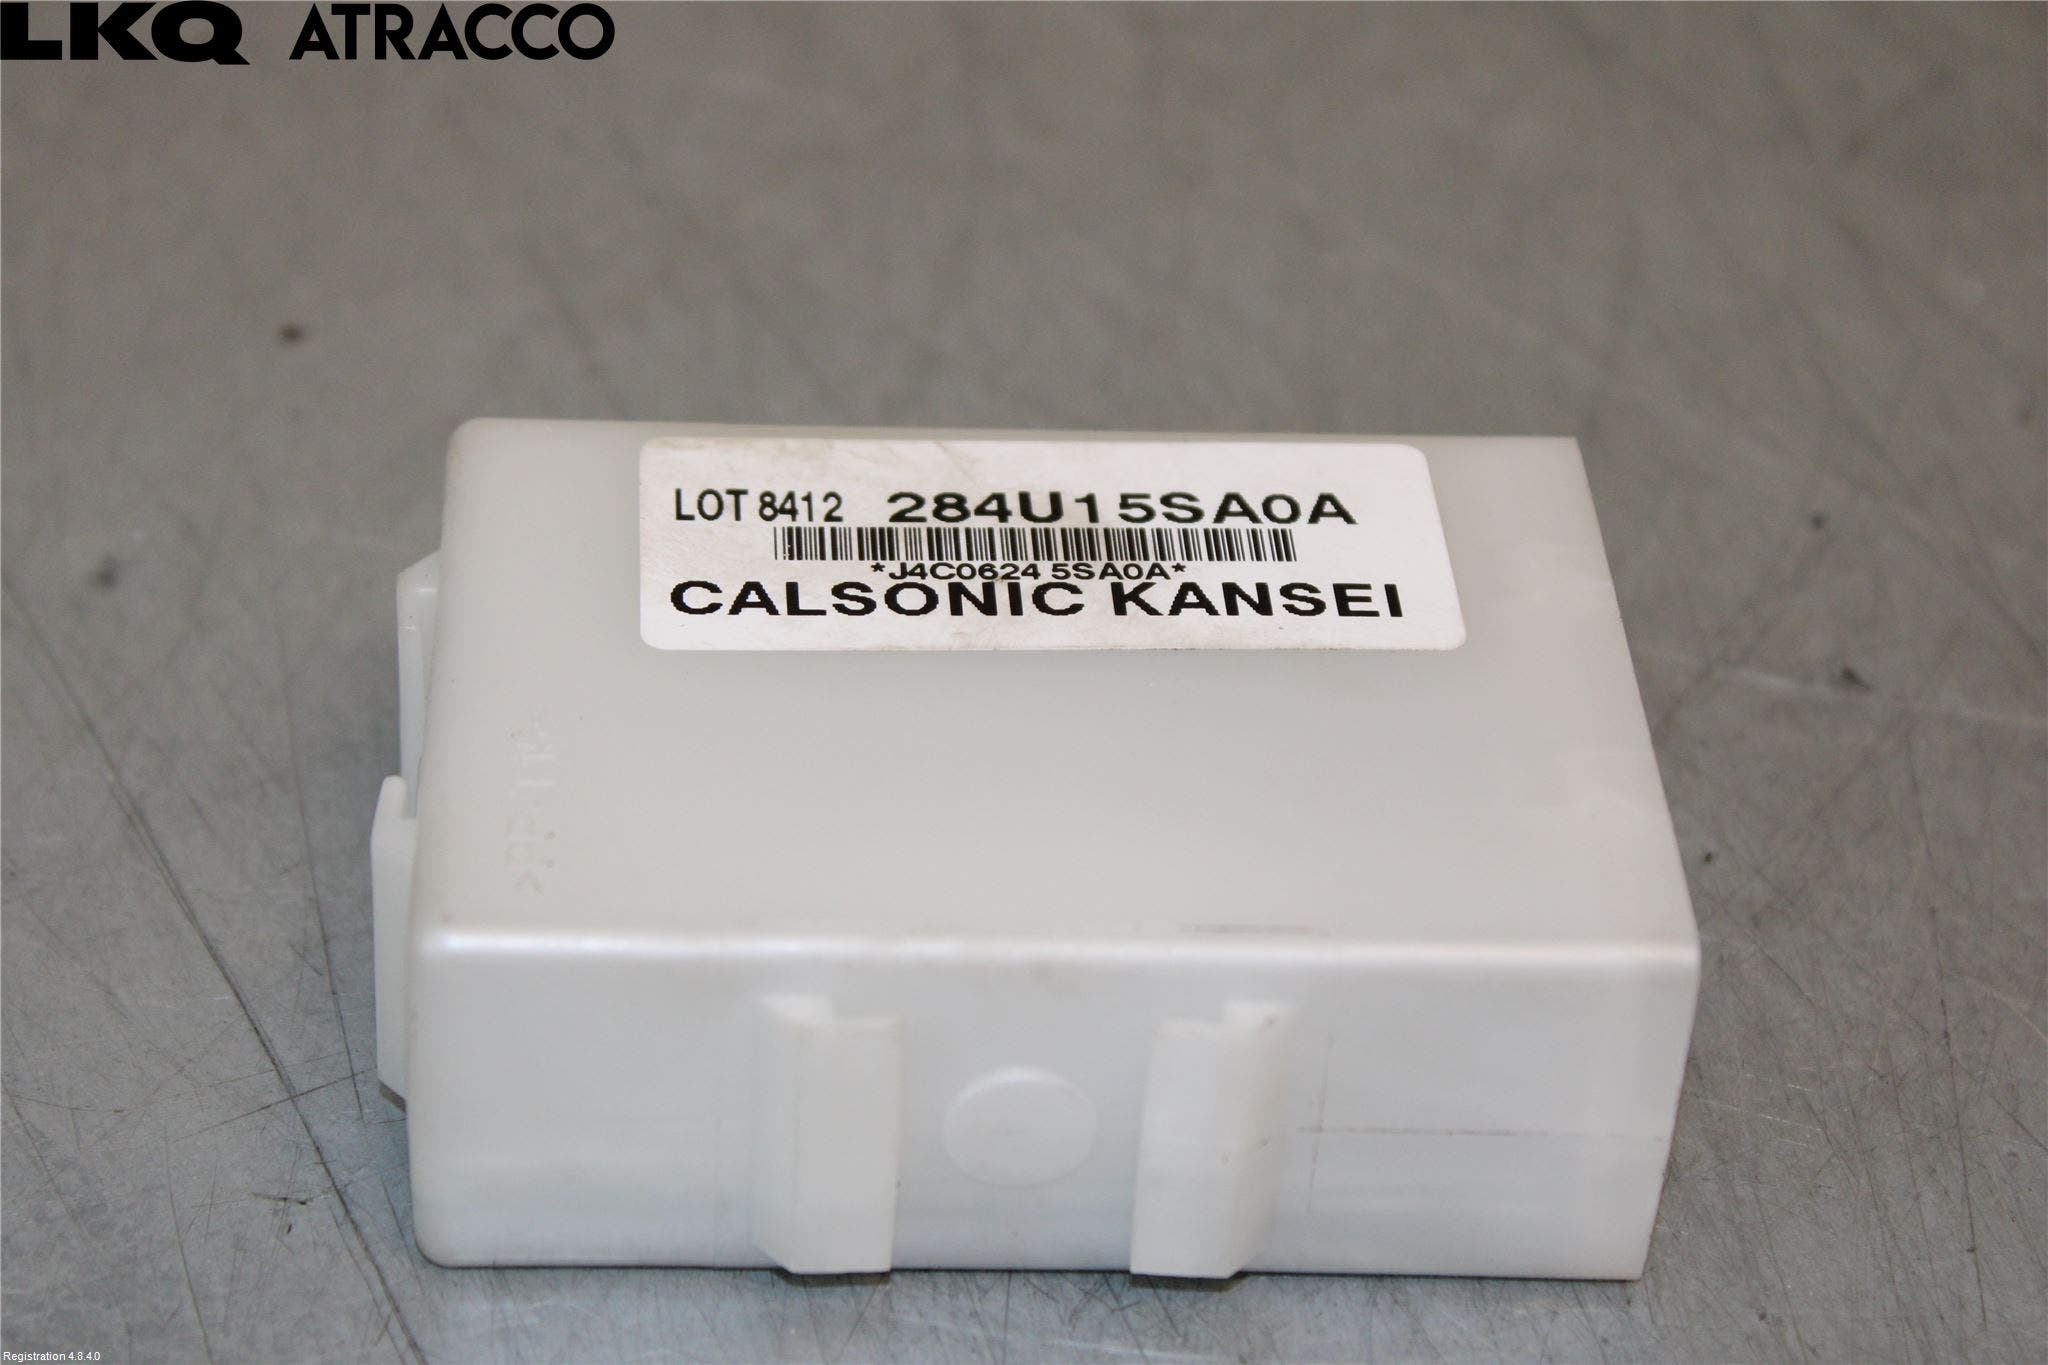 LKQ ATRACCO
LOT 8412 284U15SA0A
*J4C0624 5SA0A*
CALSONIC KANSEI
Registration 4.8.4.0